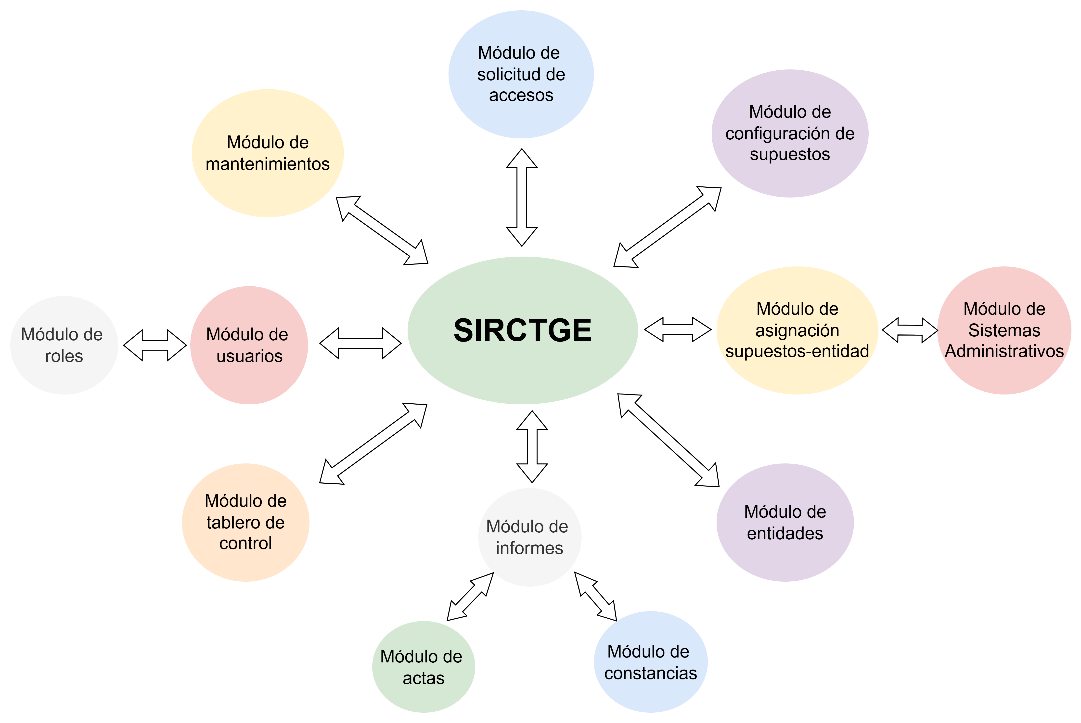 Módulo de
solicitud de
accesos
Módulo de
configuración de
supuestos
Módulo de
mantenimientos
SIRCTGE
Módulo de
roles
Módulo de
usuarios
Módulo de
asignación
supuestos-entidad
Módulo de
Sistemas
Administrativos
Módulo de
tablero de
control
Módulo de
informes
Módulo de
entidades
Módulo de
actas
Módulo de
constancias